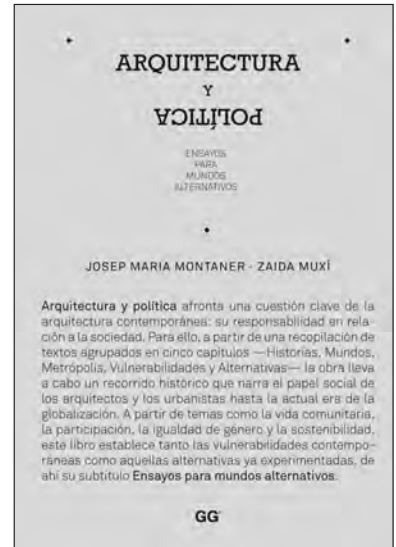 ARQUITECTURA
Y
POLÍTICA
ENSAYOS
PARA
MUNDOS
ALTERNATIVOS
JOSEP MARIA MONTANER · ZAIDA MUXÍ
Arquitectura y política afronta una cuestión clave de la
arquitectura contemporánea: su responsabilidad en rela-
ción a la sociedad. Para ello, a partir de una recopilación de
textos agrupados en cinco capítulos —Historias, Mundos,
Metrópolis, Vulnerabilidades y Alternativas— la obra lleva
a cabo un recorrido histórico que narra el papel social de
los arquitectos y los urbanistas hasta la actual era de la
globalización. A partir de temas como la vida comunitaria,
la participación, la igualdad de género y la sostenibilidad,
este libro establece tanto las vulnerabilidades contempo-
ráneas como aquellas alternativas ya experimentadas, de
ahí su subtítulo Ensayos para mundos alternativos.
GG